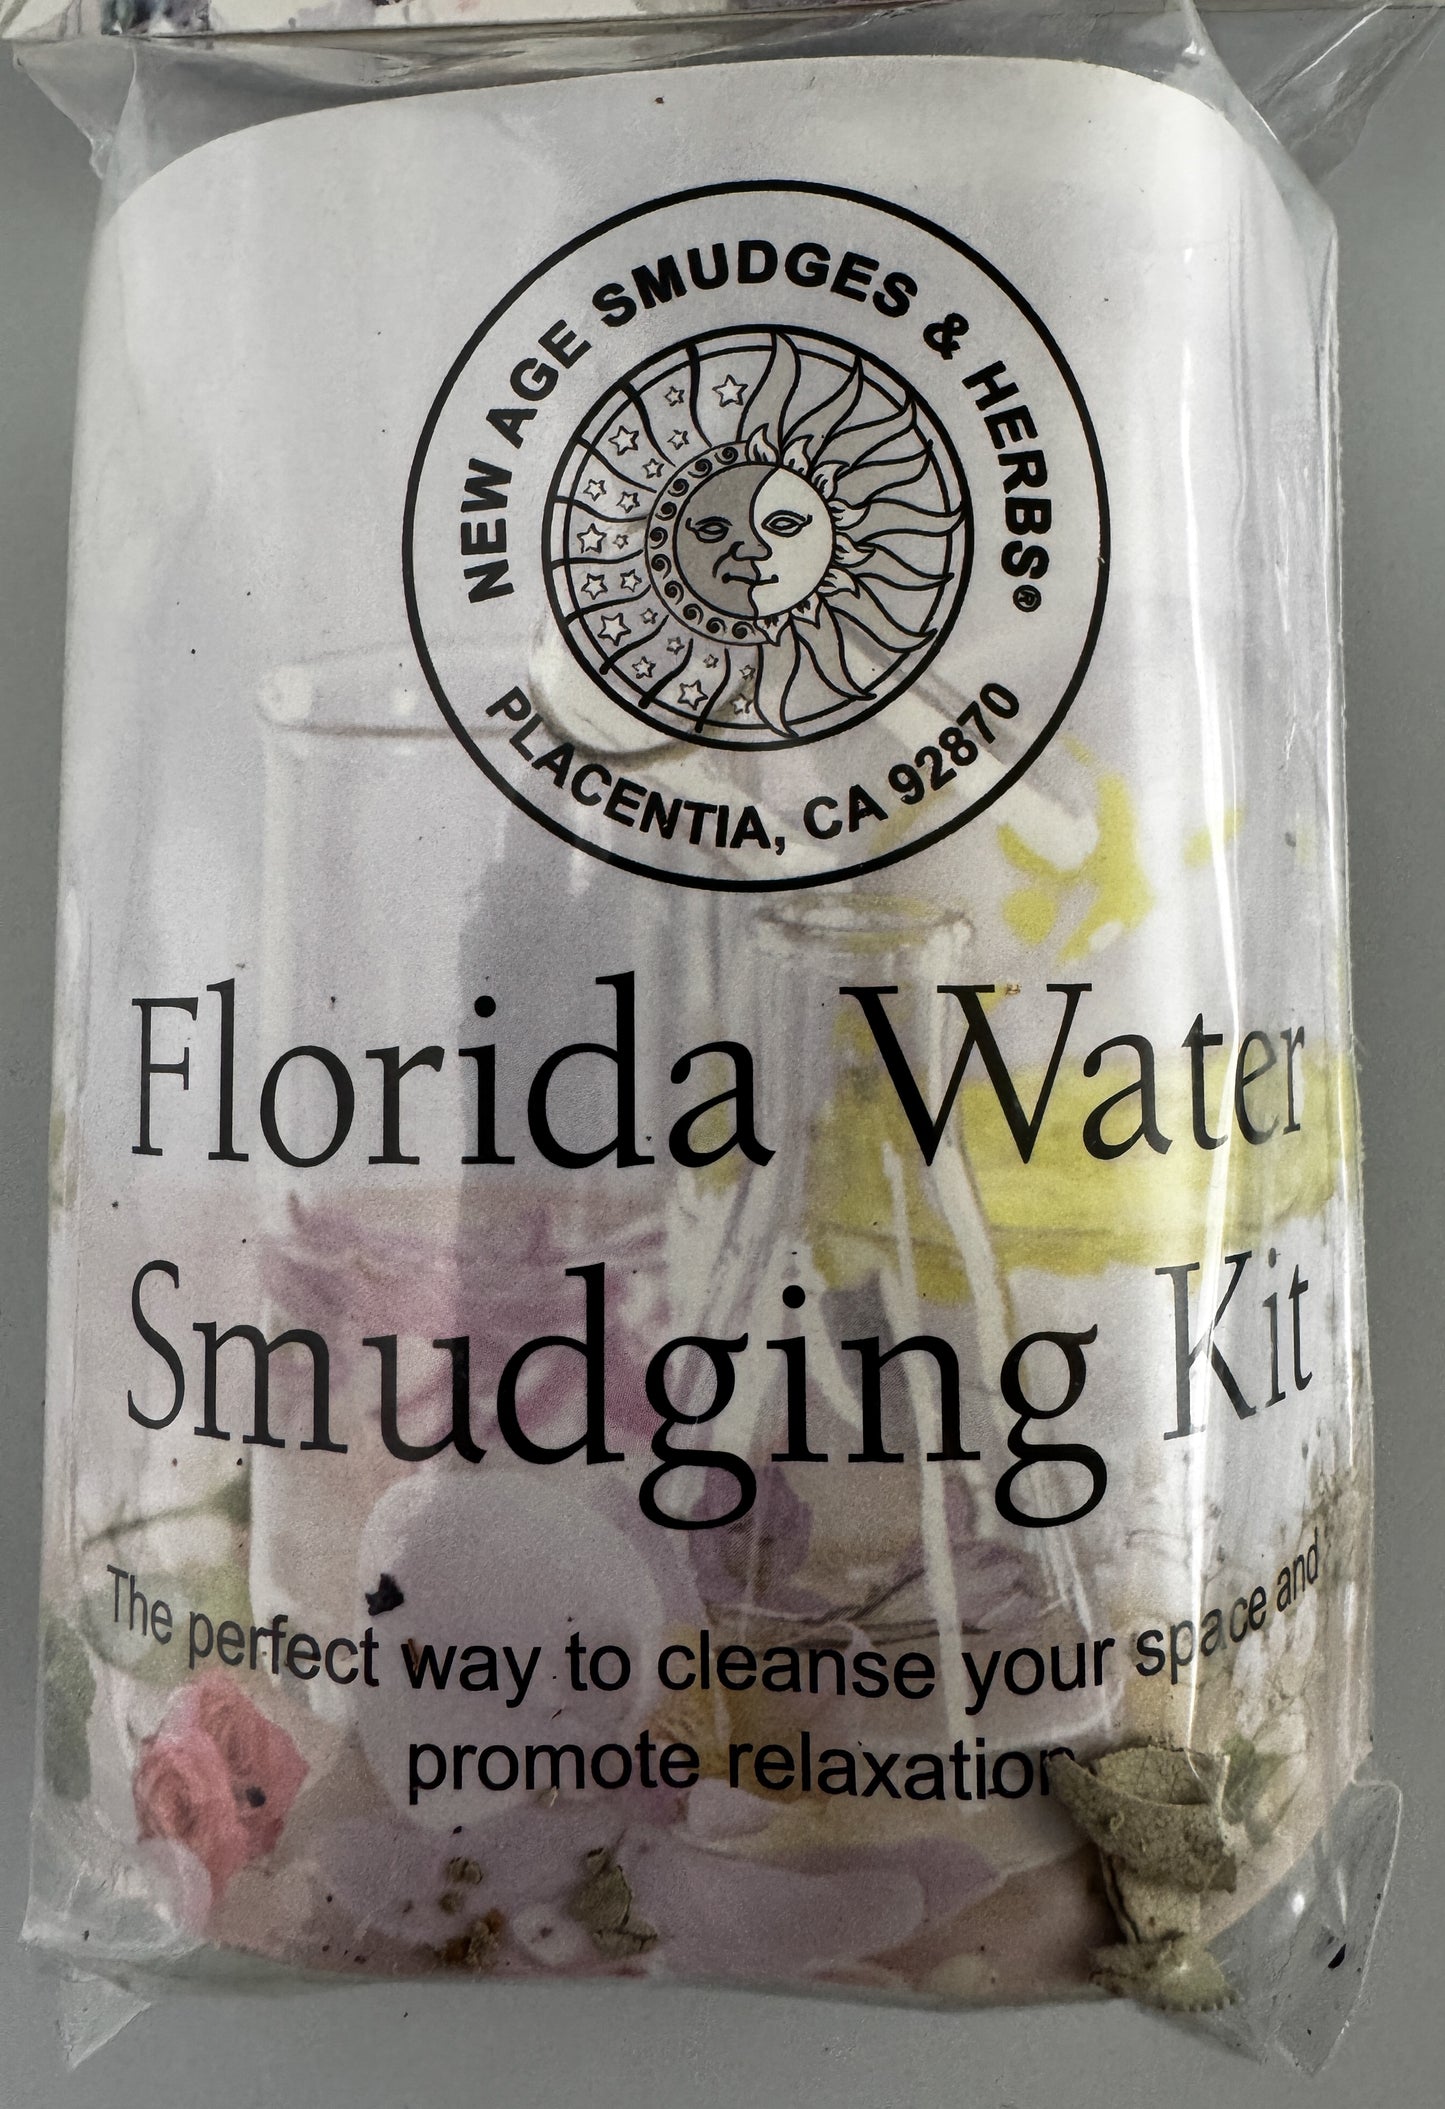 NEW AGE SMUDGES & HERBS®
PLACENTIA, CA 92870
Florida Water
Smudging Kit
The perfect way to cleanse your space and
promote relaxation